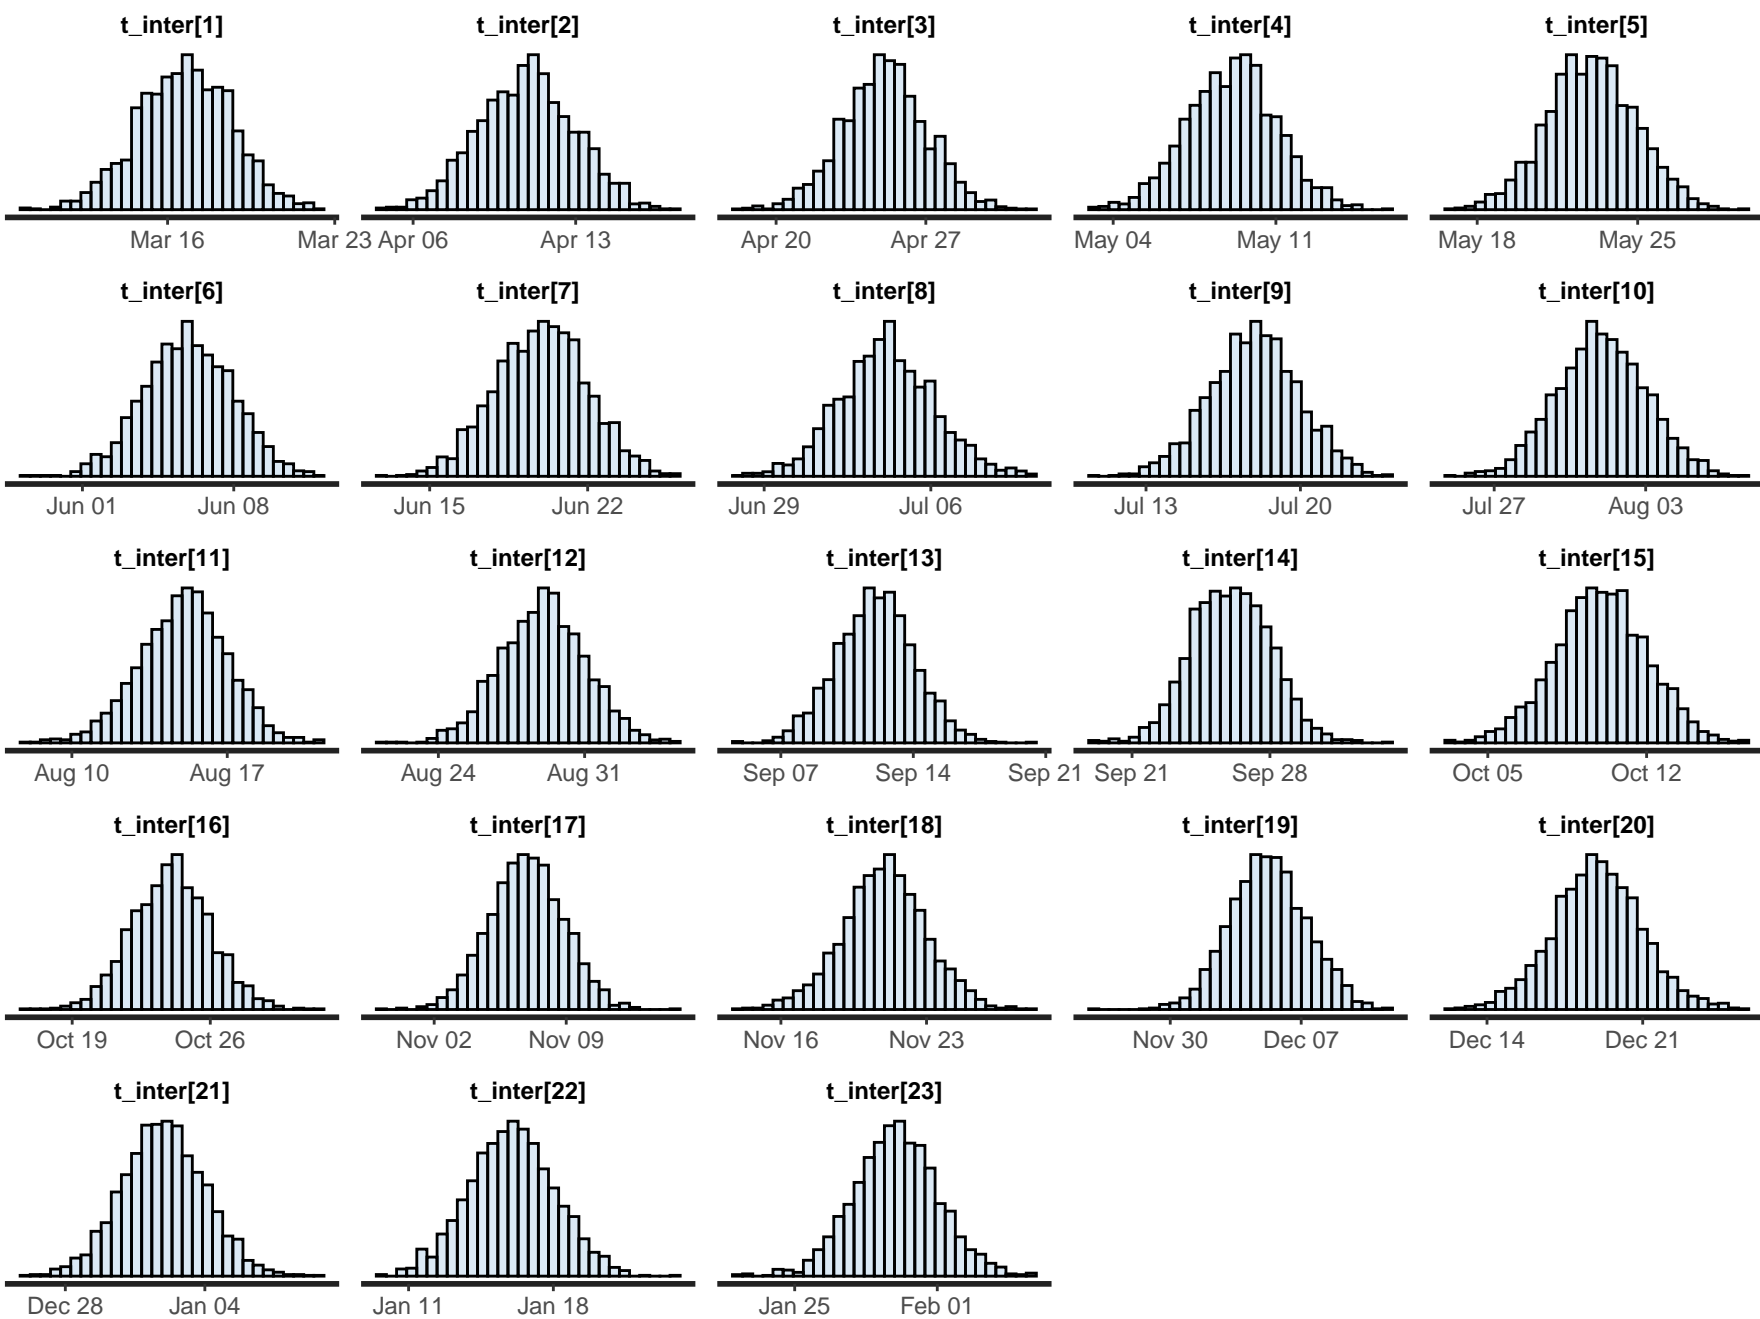 t_inter[1] t_inter[2] t_inter[3] t_inter[4] t_inter[5]
Mar 16 Mar 23 Apr 06 Apr 13 Apr 20 Apr 27 May 04 May 11 May 18 May 25
t_inter[6] t_inter[7] t_inter[8] t_inter[9] t_inter[10]
Jun 01 Jun 08 Jun 15 Jun 22 Jun 29 Jul 06 Jul 13 Jul 20 Jul 27 Aug 03
t_inter[11] t_inter[12] t_inter[13] t_inter[14] t_inter[15]
Aug 10 Aug 17 Aug 24 Aug 31 Sep 07 Sep 14 Sep 21 Sep 21 Sep 28 Oct 05 Oct 12
t_inter[16] t_inter[17] t_inter[18] t_inter[19] t_inter[20]
Oct 19 Oct 26 Nov 02 Nov 09 Nov 16 Nov 23 Nov 30 Dec 07 Dec 14 Dec 21
t_inter[21] t_inter[22] t_inter[23]
Dec 28 Jan 04 Jan 11 Jan 18 Jan 25 Feb 01